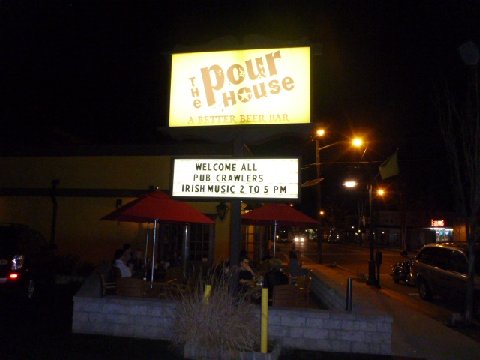 THE
Pour
HOUSE
A BETTER BEER BAR
WELCOME ALL
PUB CRAWLERS
IRISH MUSIC 2 TO 5 PM